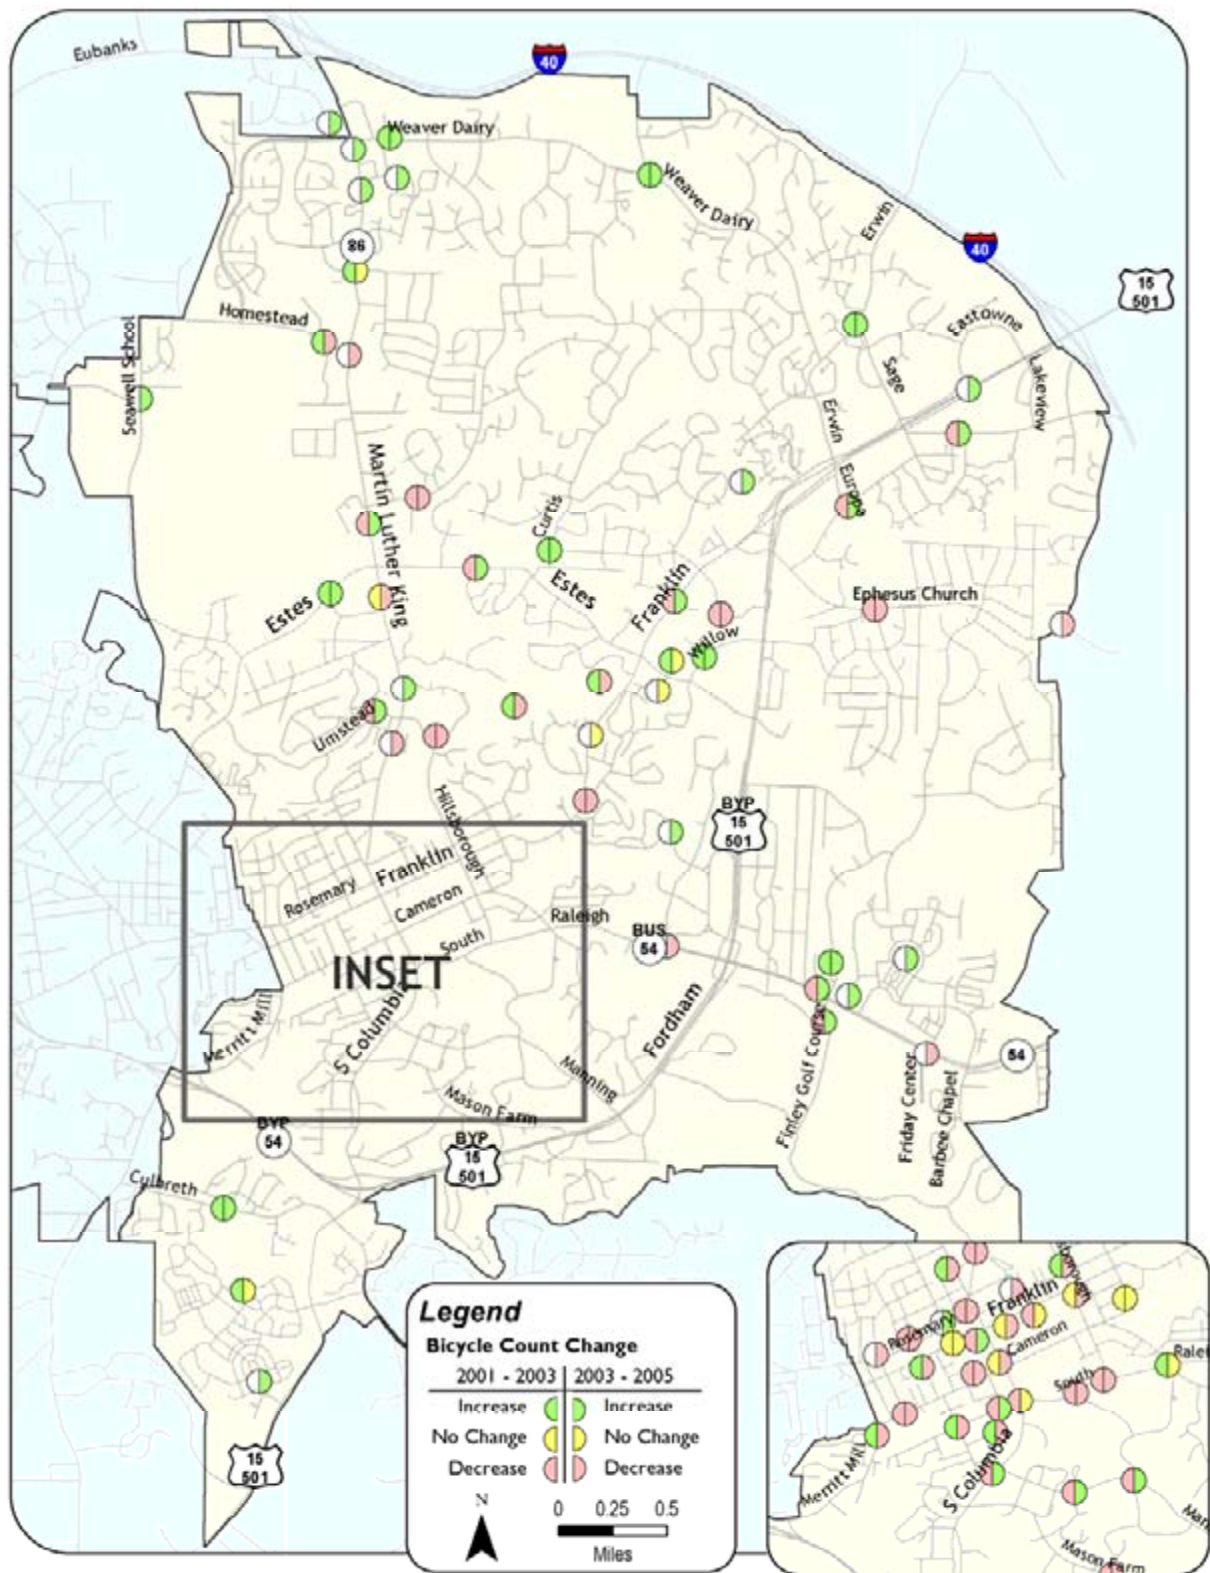 Eubanks
40
Weaver Dairy
Weaver Dairy
Erwin
40
86
15
501
Homestead
Eastowne
Seawell School
Sage
Lakeview
Erwin
Martin Luther King
Europa
Curtis
Estes
Estes
Franklin
Ephesus Church
Willow
Umstead
Hillsborough
BYP
15
501
Franklin
Rosemary
Cameron
Raleigh
South
BUS
54
INSET
S Columbia
Merritt Mill
Fordham
Manning
Finley Golf Course
54
Friday Center
Barbee Chapel
Mason Farm
BYP
54
BYP
15
501
Culbreth
15
501
Legend
Bicycle Count Change
2001 - 2003 2003 - 2005
Increase Increase
No Change No Change
Decrease Decrease
N
0 0.25 0.5
Miles
sborough
Franklin
Rosemary
Cameron
Ralei
South
Merritt Mill
S Columbia
Man
Mason Farm